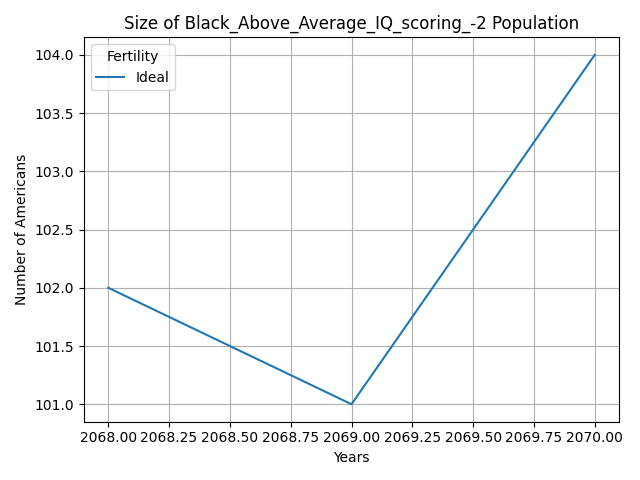 Size of Black_Above_Average_IQ_scoring_-2 Population
Fertility
Ideal
Number of Americans
104.0
103.5
103.0
102.5
102.0
101.5
101.0
2068.00 2068.25 2068.50 2068.75 2069.00 2069.25 2069.50 2069.75 2070.00
Years